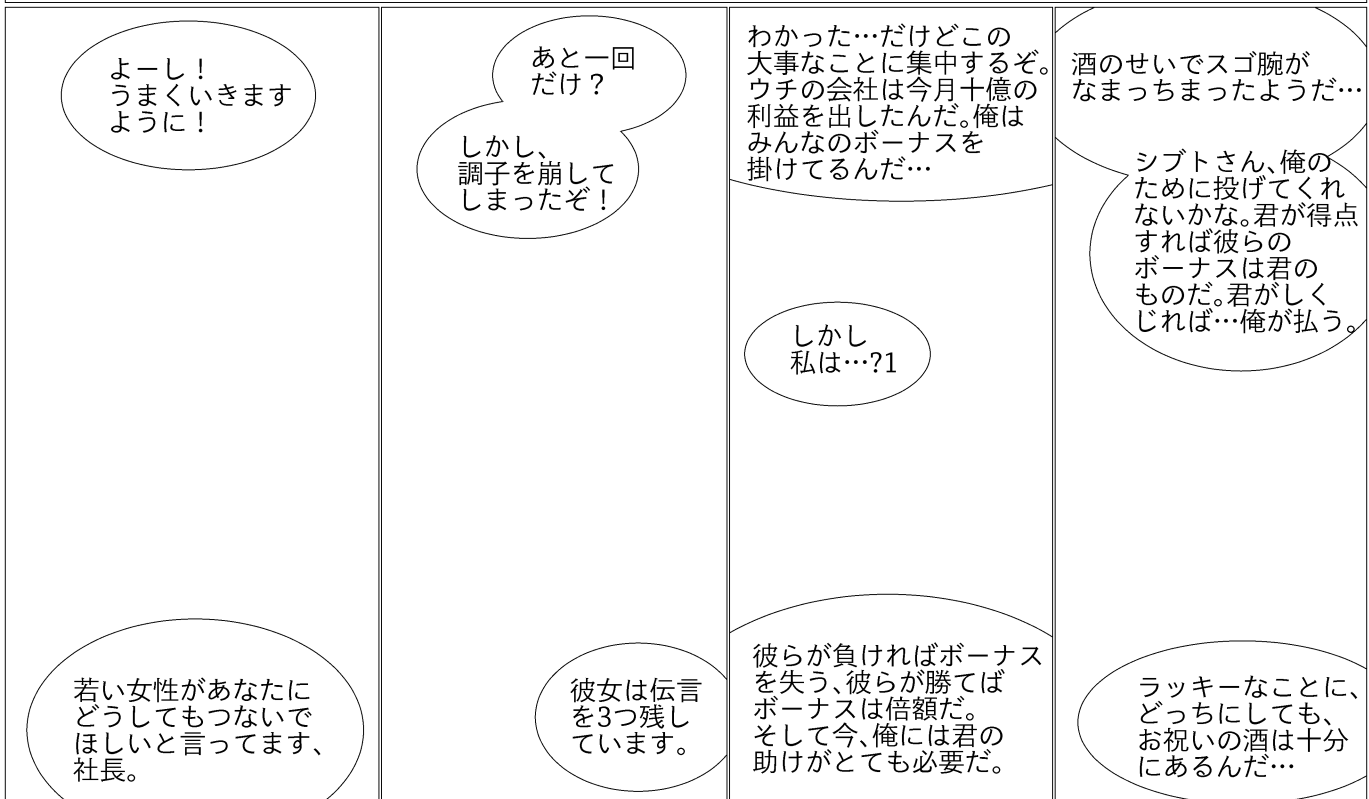 よーし！
うまくいきます
ように！
若い女性があなたに
どうしてもつないで
ほしいと言ってます、
社長。
あと一回
だけ？
しかし、
調子を崩して
しまったぞ！
彼女は伝言
を3つ残し
ています。
わかった…だけどこの
大事なことに集中するぞ。
ウチの会社は今月十億の
利益を出したんだ。俺は
みんなのボーナスを
掛けてるんだ…
しかし
私は…?1
彼らが負ければボーナス
を失う、彼らが勝てば
ボーナスは倍額だ。
そして今、俺には君の
助けがとても必要だ。
酒のせいでスゴ腕が
なまっちまったようだ…
シブトさん、俺の
ために投げてくれ
ないかな。君が得点
すれば彼らの
ボーナスは君の
ものだ。君がしく
じれば…俺が払う。
ラッキーなことに、
どっちにしても、
お祝いの酒は十分
にあるんだ…